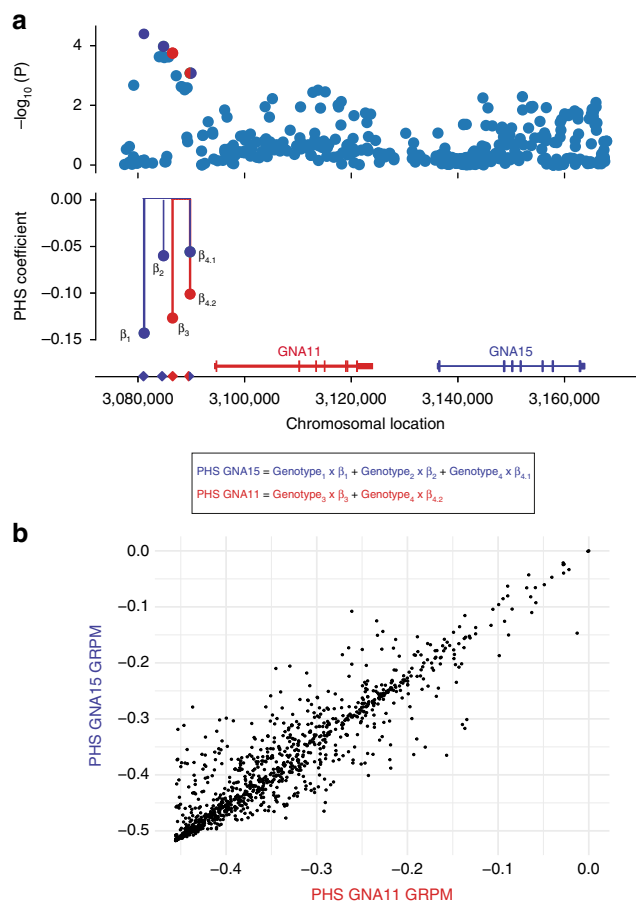 a
4
2
0
−log₁₀ (P)
0.00
−0.05
−0.10
−0.15
PHS coefficient
β₁
β₂
β₃
β₄.₁
β₄.₂
GNA11
GNA15
3,080,000
3,100,000
3,120,000
3,140,000
3,160,000
Chromosomal location
PHS GNA15 = Genotype₁ x β₁ + Genotype₂ x β₂ + Genotype₄ x β₄.₁
PHS GNA11 = Genotype₃ x β₃ + Genotype₄ x β₄.₂
b
0.0
−0.1
−0.2
−0.3
−0.4
−0.5
PHS GNA15 GRPM
−0.4
−0.3
−0.2
−0.1
0.0
PHS GNA11 GRPM